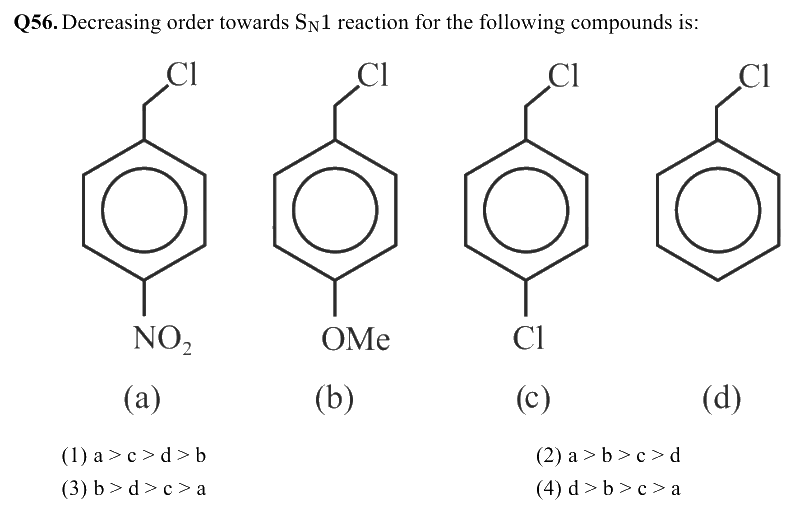 Q56. Decreasing order towards SN1 reaction for the following compounds is:
Cl Cl Cl Cl
NO2 OMe Cl
(a) (b) (c) (d)
(1) a > c > d > b (2) a > b > c > d
(3) b > d > c > a (4) d > b > c > a